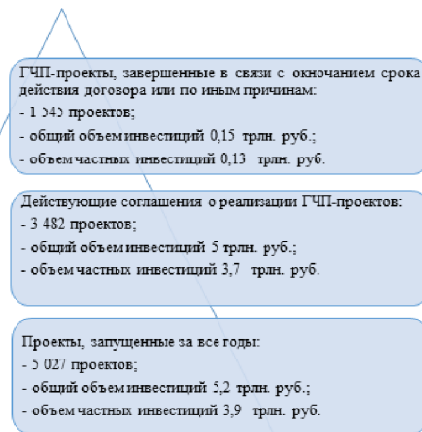 ГЧП-проекты, завершенные в связи с окночанием срока
действия договора или по иным причинам:
- 1 545 проектов;
- общий объем инвестиций 0,15 трлн. руб.;
- объем частных инвестиций 0,13 трлн. руб.
Действующие соглашения о реализации ГЧП-проектов:
- 3 482 проектов;
- общий объем инвестиций 5 трлн. руб.;
- объем частных инвестиций 3,7 трлн. руб.
Проекты, запущенные за все годы:
- 5 027 проектов;
- общий объем инвестиций 5,2 трлн. руб.;
- объем частных инвестиций 3,9 трлн. руб.